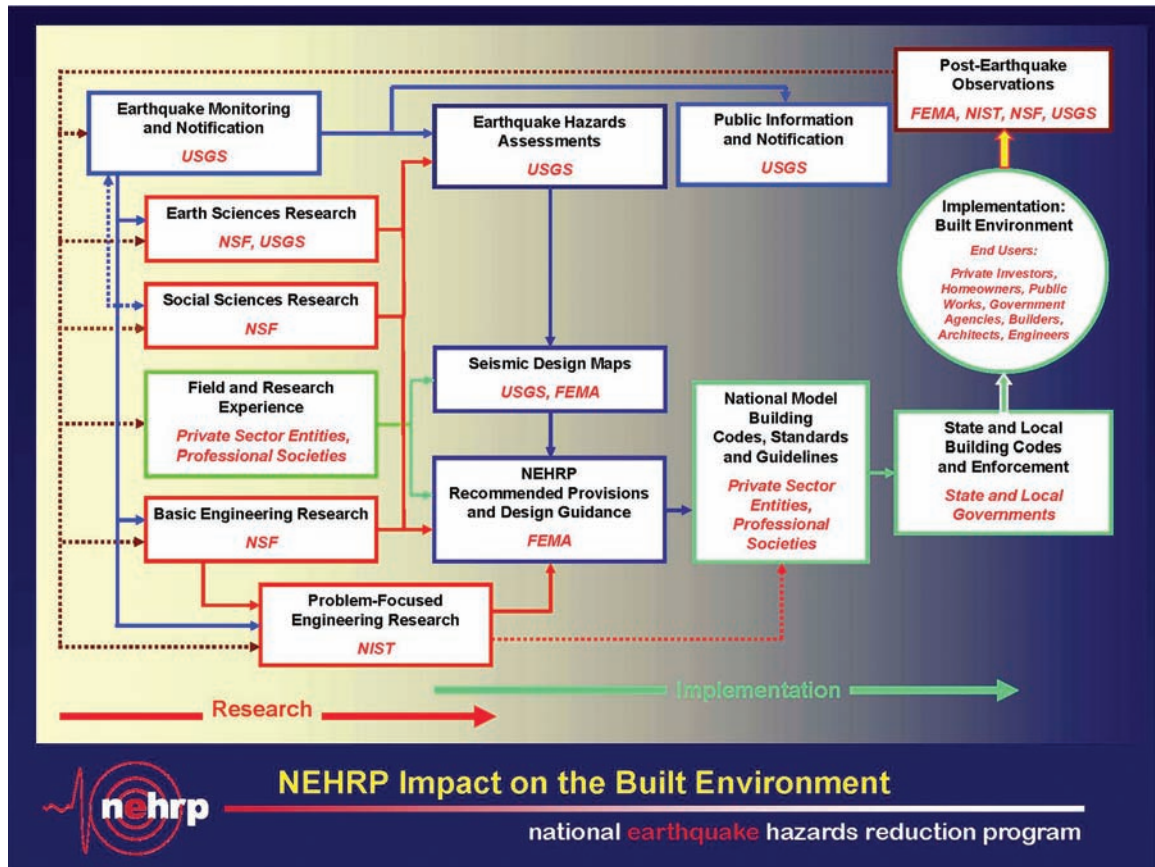 Post-Earthquake
Observations
FEMA, NIST, NSF, USGS
Earthquake Monitoring
and Notification
USGS
Earthquake Hazards
Assessments
USGS
Public Information
and Notification
USGS
Earth Sciences Research
NSF, USGS
Implementation:
Built Environment
End Users:
Private Investors,
Homeowners, Public
Works, Government
Agencies, Builders,
Architects, Engineers
Social Sciences Research
NSF
Seismic Design Maps
USGS, FEMA
Field and Research
Experience
Private Sector Entities,
Professional Societies
National Model
Building
Codes, Standards
and Guidelines
Private Sector
Entities,
Professional
Societies
State and Local
Building Codes
and Enforcement
State and Local
Governments
NEHRP
Recommended Provisions
and Design Guidance
FEMA
Basic Engineering Research
NSF
Problem-Focused
Engineering Research
NIST
Implementation
Research
NEHRP Impact on the Built Environment
nehrp
national earthquake hazards reduction program